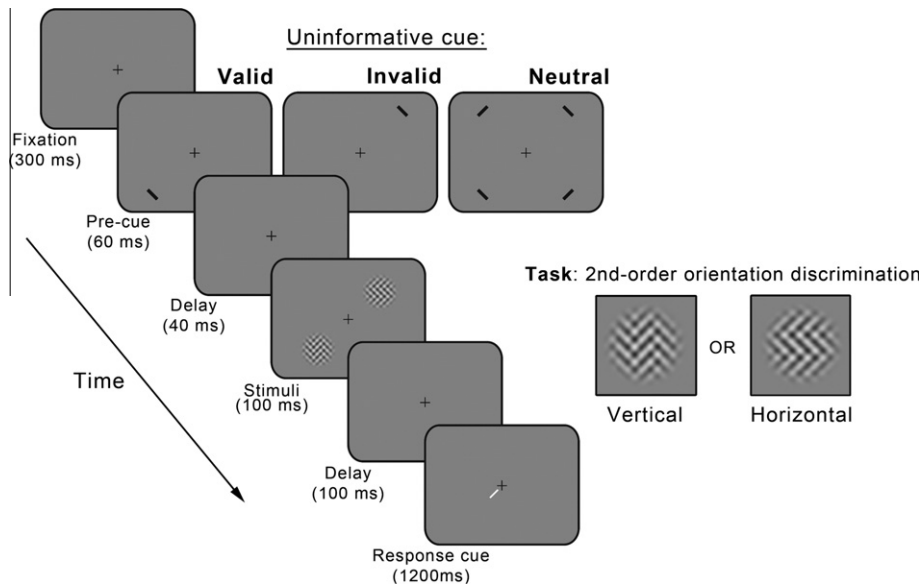 Uninformative cue:
Valid
Invalid
Neutral
Fixation
(300 ms)
Pre-cue
(60 ms)
Delay
(40 ms)
Stimuli
(100 ms)
Delay
(100 ms)
Response cue
(1200ms)
Time
Task: 2nd-order orientation discrimination
OR
Vertical
Horizontal